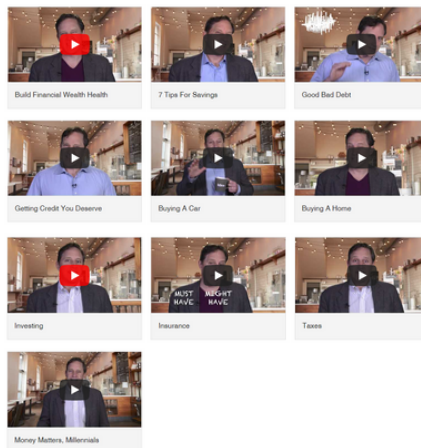 Build Financial Wealth Health
7 Tips For Savings
Good Bad Debt
Getting Credit You Deserve
Buying A Car
Buying A Home
MUST MIGHT
HAVE HAVE
Investing
Insurance
Taxes
Money Matters, Millennials